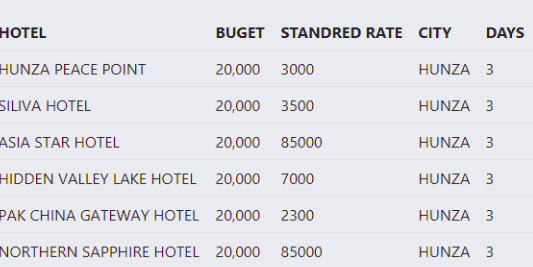 HOTEL BUGET STANDRED RATE CITY DAYS
HUNZA PEACE POINT 20,000 3000 HUNZA 3
SILIVA HOTEL 20,000 3500 HUNZA 3
ASIA STAR HOTEL 20,000 85000 HUNZA 3
HIDDEN VALLEY LAKE HOTEL 20,000 7000 HUNZA 3
PAK CHINA GATEWAY HOTEL 20,000 2300 HUNZA 3
NORTHERN SAPPHIRE HOTEL 20,000 85000 HUNZA 3